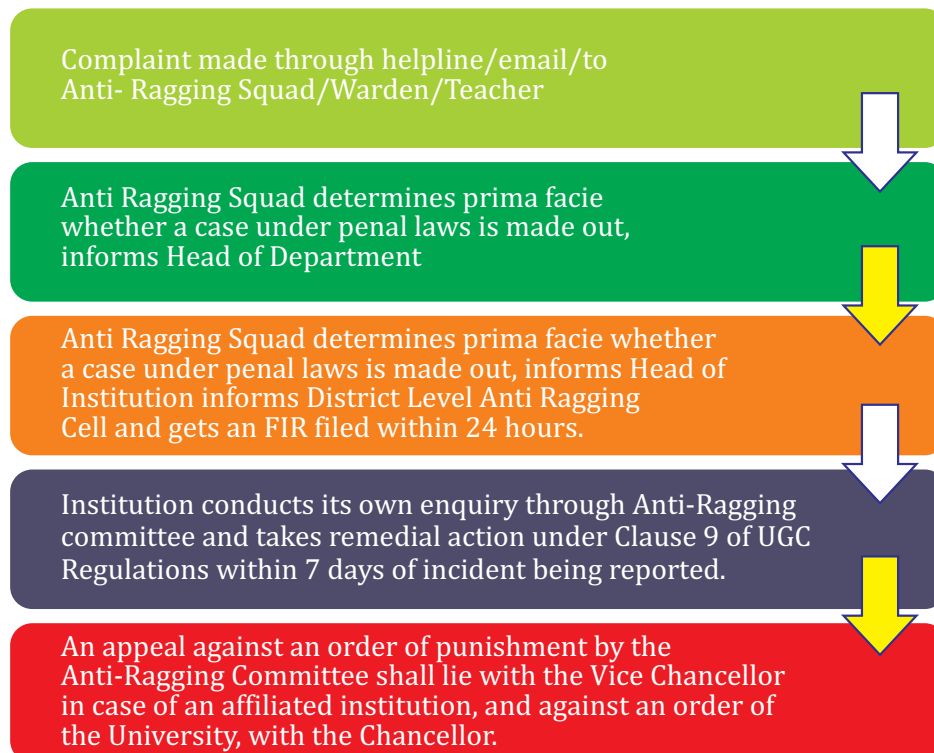 Complaint made through helpline/email/to
Anti- Ragging Squad/Warden/Teacher
Anti Ragging Squad determines prima facie
whether a case under penal laws is made out,
informs Head of Department
Anti Ragging Squad determines prima facie whether
a case under penal laws is made out, informs Head of
Institution informs District Level Anti Ragging
Cell and gets an FIR filed within 24 hours.
Institution conducts its own enquiry through Anti-Ragging
committee and takes remedial action under Clause 9 of UGC
Regulations within 7 days of incident being reported.
An appeal against an order of punishment by the
Anti-Ragging Committee shall lie with the Vice Chancellor
in case of an affiliated institution, and against an order of
the University, with the Chancellor.